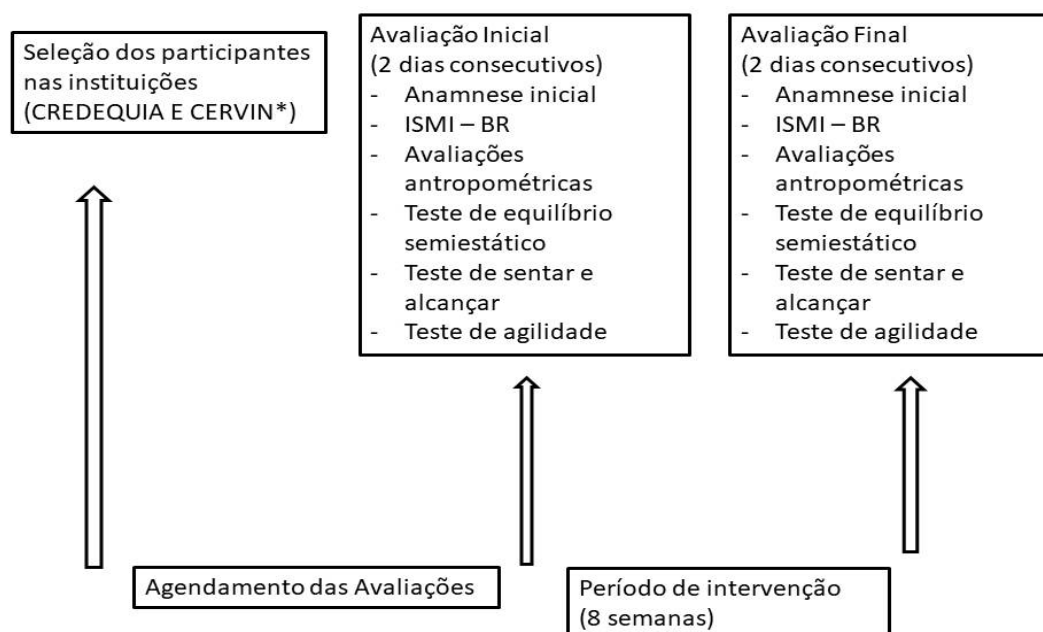 Seleção dos participantes
nas instituições
(CREDEQUIA E CERVIN*)
Avaliação Inicial
(2 dias consecutivos)
- Anamnese inicial
- ISMI – BR
- Avaliações
antropométricas
- Teste de equilíbrio
semiestático
- Teste de sentar e
alcançar
- Teste de agilidade
Avaliação Final
(2 dias consecutivos)
- Anamnese inicial
- ISMI – BR
- Avaliações
antropométricas
- Teste de equilíbrio
semiestático
- Teste de sentar e
alcançar
- Teste de agilidade
Agendamento das Avaliações
Período de intervenção
(8 semanas)